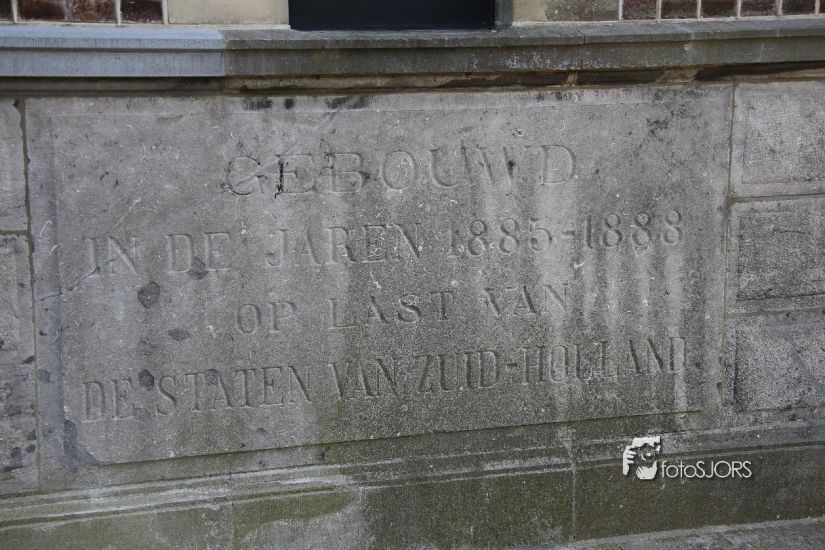 GEBOUWD
IN DE JAREN 1885-1888
OP LAST VAN
DE STATEN VAN ZUID-HOLLAND
fotoSJORS